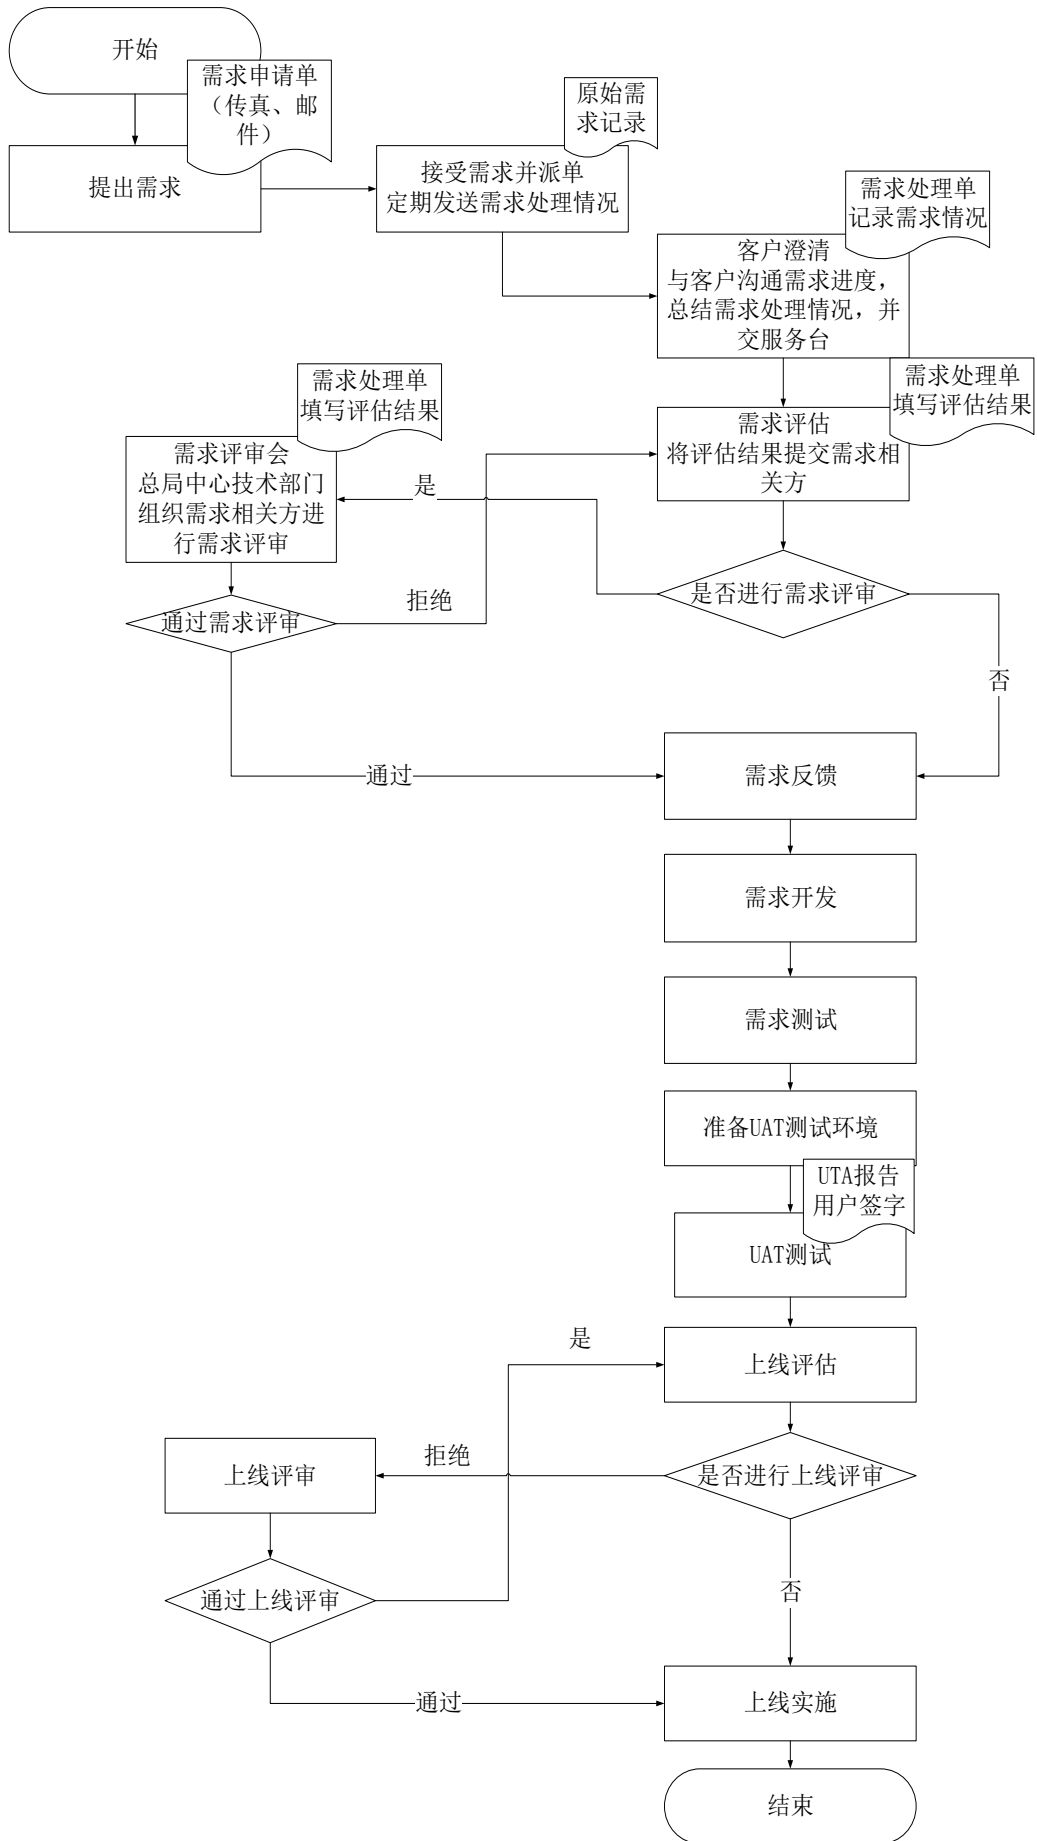 开始
需求申请单
（传真、邮
件）
提出需求
原始需
求记录
接受需求并派单
定期发送需求处理情况
需求处理单
记录需求情况
客户澄清
与客户沟通需求进度，
总结需求处理情况，并
交服务台
需求处理单
填写评估结果
需求评估
将评估结果提交需求相
关方
需求处理单
填写评估结果
需求评审会
总局中心技术部门
组织需求相关方进
行需求评审
是
是否进行需求评审
拒绝
通过需求评审
否
通过
需求反馈
需求开发
需求测试
准备UAT测试环境
UTA报告
用户签字
UAT测试
是
上线评估
拒绝
上线评审
是否进行上线评审
通过上线评审
否
通过
上线实施
结束